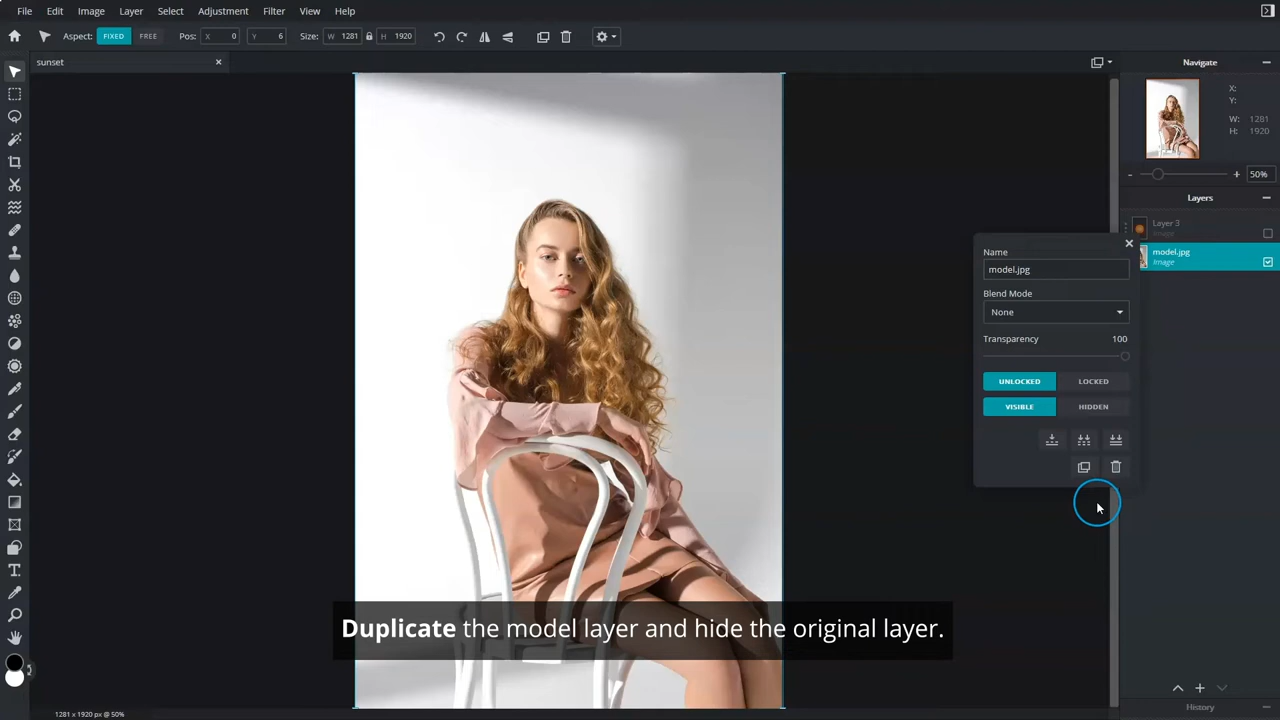 File Edit Image Layer Select Adjustment Filter View Help
Aspect: FIXED FREE Pos: X 0 Y 6 Size: W 1281 H 1920
sunset
Navigate
X:
Y:
W: 1281
H: 1920
50%
Layers
Layer 3
Image
model.jpg
Image
Name
model.jpg
Blend Mode
None
Transparency 100
UNLOCKED LOCKED
VISIBLE HIDDEN
Duplicate the model layer and hide the original layer.
History
1281 x 1920 px @ 50%